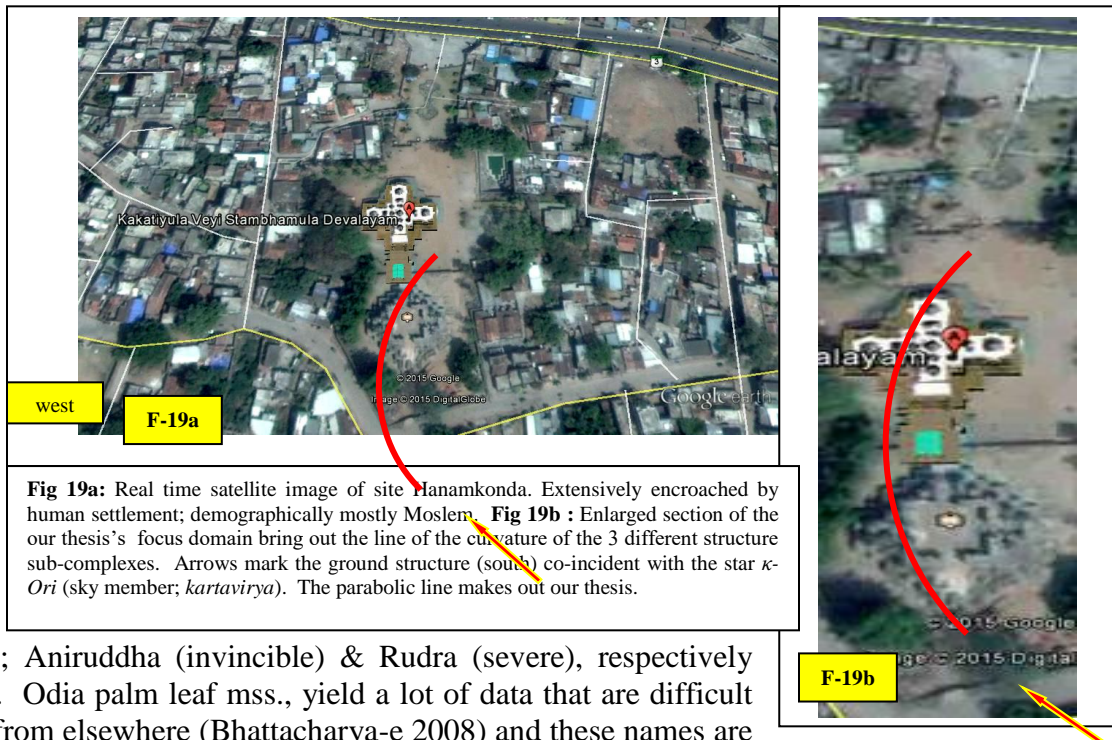 3
Kakatiyula Veyi Stambhamula Devalayam
A
© 2015 Google
Image © 2015 DigitalGlobe
Google earth
west
F-19a
Fig 19a: Real time satellite image of site Hanamkonda. Extensively encroached by
human settlement; demographically mostly Moslem. Fig 19b : Enlarged section of the
our thesis's focus domain bring out the line of the curvature of the 3 different structure
sub-complexes. Arrows mark the ground structure (south) co-incident with the star κ-
Ori (sky member; kartavirya). The parabolic line makes out our thesis.
A
alayam
© 2015 Google
ge © 2015 Digital
F-19b
; Aniruddha (invincible) & Rudra (severe), respectively
. Odia palm leaf mss., yield a lot of data that are difficult
from elsewhere (Bhattacharya-e 2008) and these names are